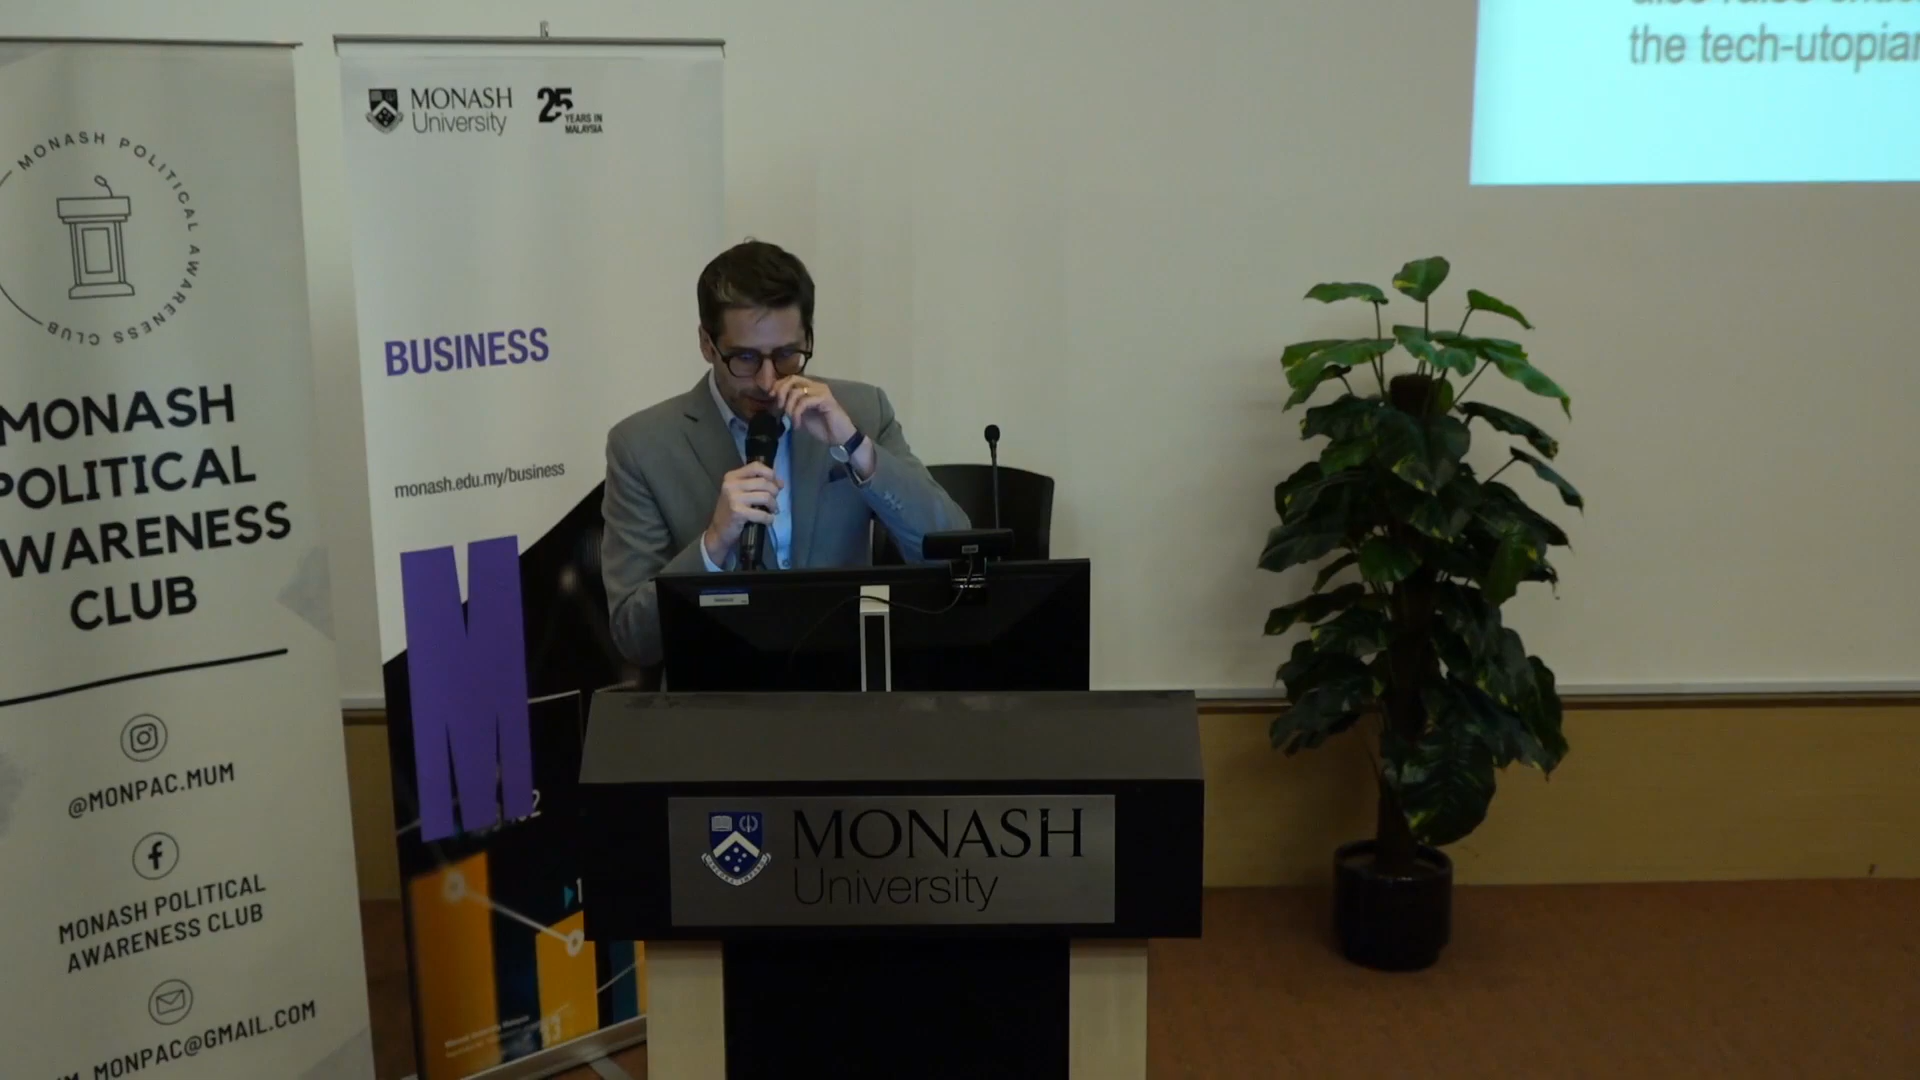 MONASH POLITICAL AWARENESS CLUB
MONASH
POLITICAL
AWARENESS
CLUB
@MONPAC.MUM
MONASH POLITICAL
AWARENESS CLUB
MONPAC@GMAIL.COM
MONASH
University
25
YEARS IN
MALAYSIA
BUSINESS
monash.edu.my/business
M
MONASH
University
the tech-utopian